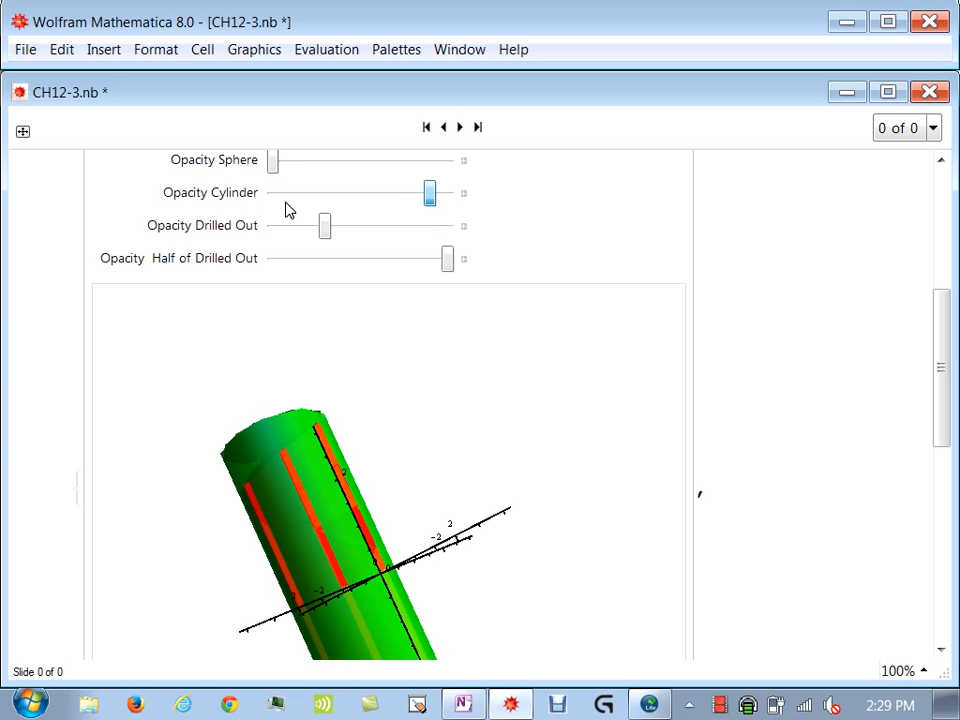 Wolfram Mathematica 8.0 - [CH12-3.nb *]
File Edit Insert Format Cell Graphics Evaluation Palettes Window Help
CH12-3.nb *
0 of 0
Opacity Sphere
Opacity Cylinder
Opacity Drilled Out
Opacity Half of Drilled Out
2
2
-2
0
-2
2
,
Slide 0 of 0
100%
2:29 PM